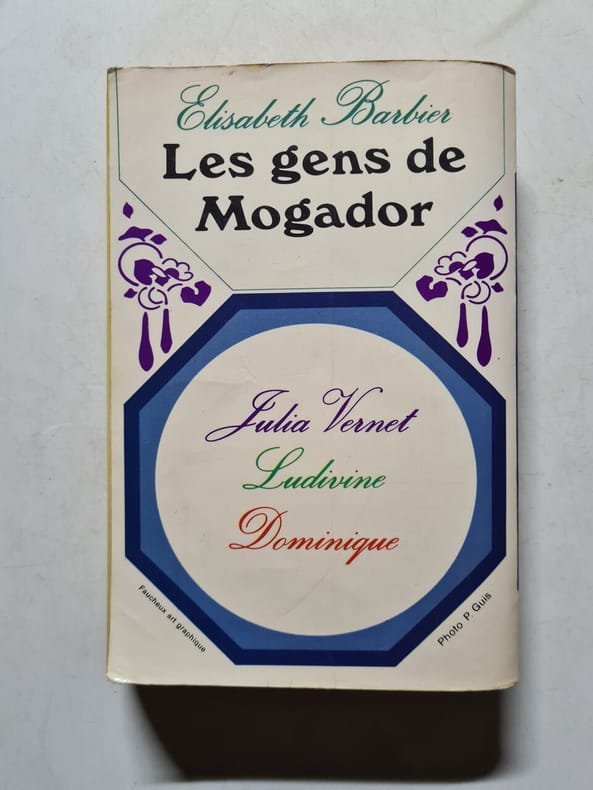 Elisabeth Barbier
Les gens de
Mogador
Julia Vernet
Ludivine
Dominique
Faucheux art graphique
Photo P. Guis